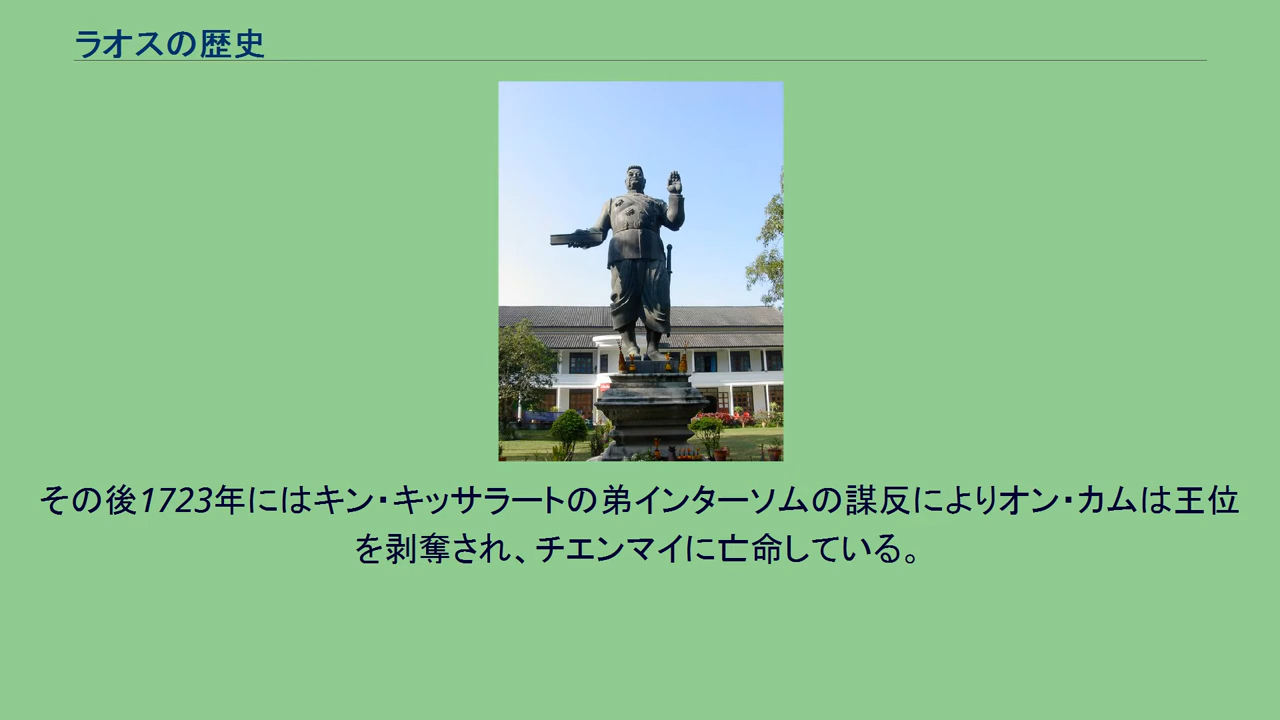 ラオスの歴史
その後1723年にはキン・キッサラートの弟インターソムの謀反によりオン・カムは王位
を剥奪され、チエンマイに亡命している。